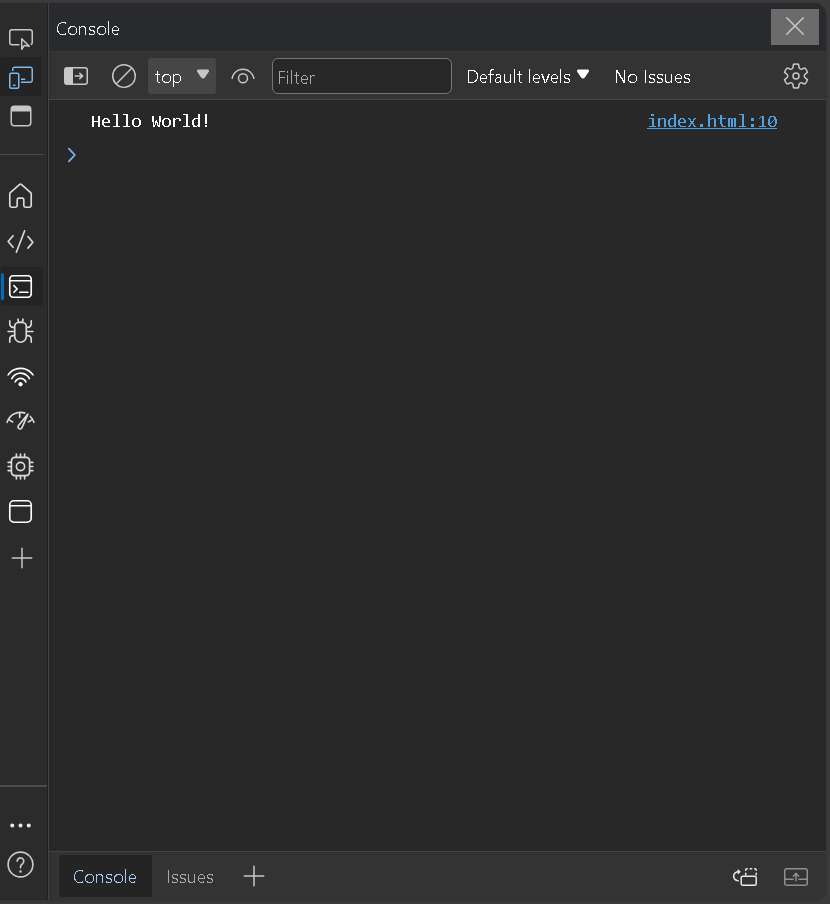 Console
top Filter Default levels No Issues
Hello World! index.html:10
Console Issues